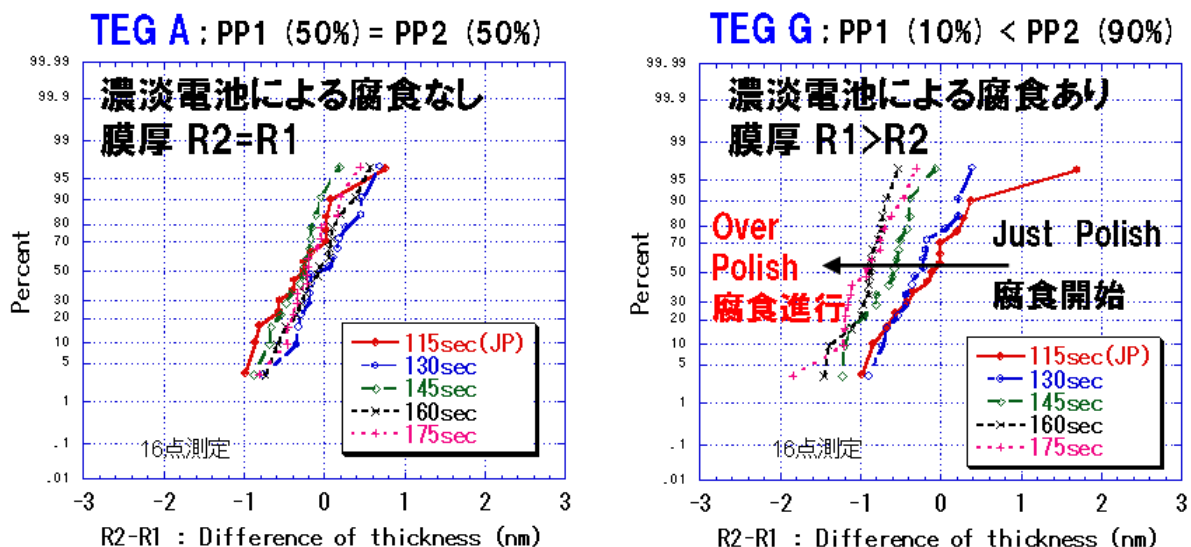 TEG A : PP1 (50%) = PP2 (50%)
99.99
99.9
99
95
90
80
70
50
30
20
10
5
1
.1
.01
Percent
濃淡電池による腐食なし
膜厚 R2=R1
115sec(JP)
130sec
145sec
160sec
175sec
16点測定
-3 -2 -1 0 1 2 3
R2-R1 : Difference of thickness (nm)
TEG G : PP1 (10%) < PP2 (90%)
99.99
99.9
99
95
90
80
70
50
30
20
10
5
1
.1
.01
Percent
濃淡電池による腐食あり
膜厚 R1>R2
Over
Polish
腐食進行
Just Polish
腐食開始
115sec(JP)
130sec
145sec
160sec
175sec
16点測定
-3 -2 -1 0 1 2 3
R2-R1 : Difference of thickness (nm)